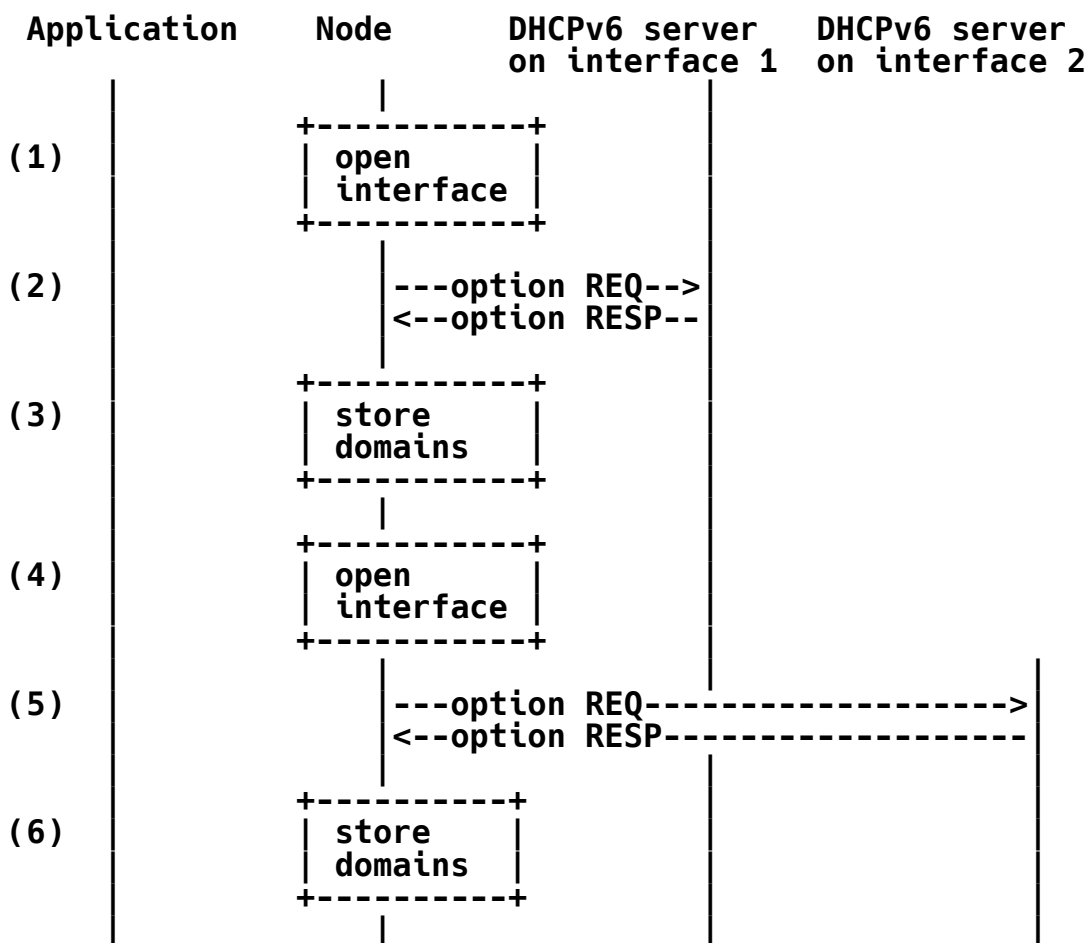 Application    Node      DHCPv6 server   DHCPv6 server
on interface 1  on interface 2
(1) open
interface
(2) ---option REQ-->
<--option RESP--
(3) store
domains
(4) open
interface
(5) ---option REQ------------------->
<--option RESP-------------------
(6) store
domains